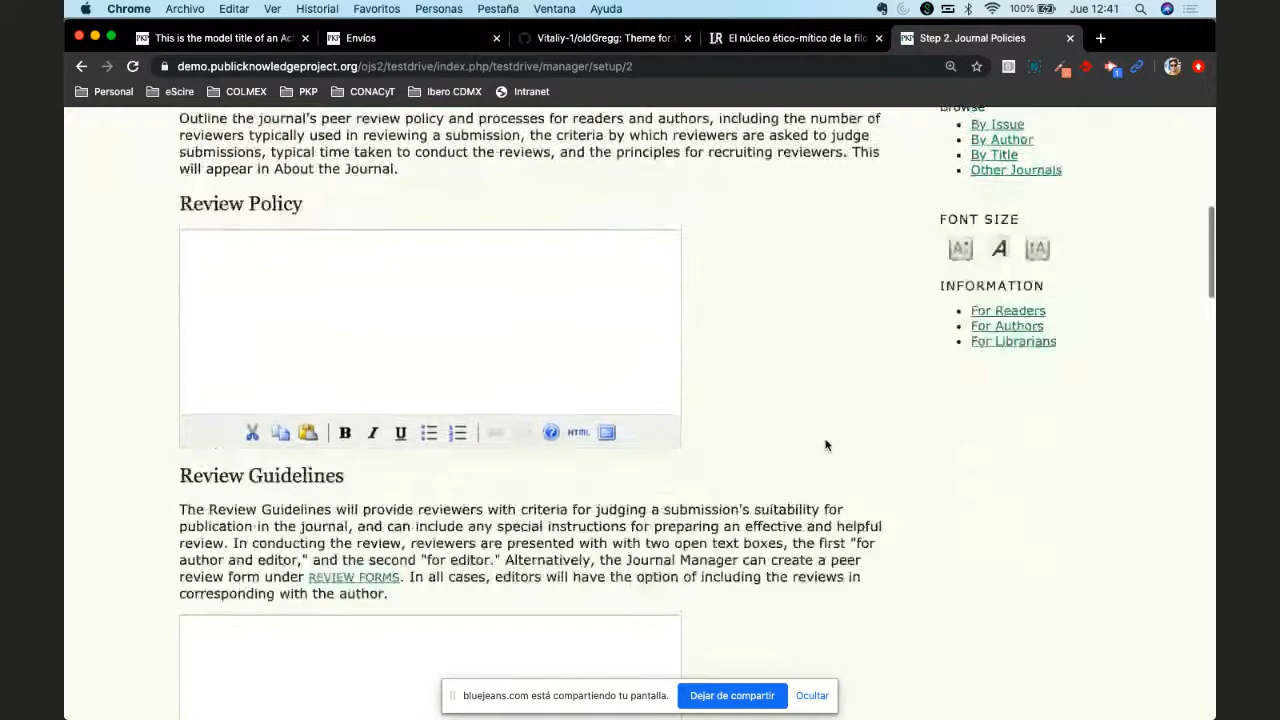 Chrome Archivo Editar Ver Historial Favoritos Personas Pestaña Ventana Ayuda 100% Jue 12:41
PKP This is the model title of an Ac × PKP Envíos × Vitaliy-1/oldGregg: Theme for × IR El núcleo ético-mítico de la filo × PKP Step 2. Journal Policies × +
demo.publicknowledgeproject.org/ojs2/testdrive/index.php/testdrive/manager/setup/2
Personal eScire COLMEX PKP CONACyT Ibero CDMX Intranet
Outline the journal's peer review policy and processes for readers and authors, including the number of
reviewers typically used in reviewing a submission, the criteria by which reviewers are asked to judge
submissions, typical time taken to conduct the reviews, and the principles for recruiting reviewers. This
will appear in About the Journal.
Review Policy
B I U HTML
Review Guidelines
The Review Guidelines will provide reviewers with criteria for judging a submission's suitability for
publication in the journal, and can include any special instructions for preparing an effective and helpful
review. In conducting the review, reviewers are presented with with two open text boxes, the first "for
author and editor," and the second "for editor." Alternatively, the Journal Manager can create a peer
review form under REVIEW FORMS. In all cases, editors will have the option of including the reviews in
corresponding with the author.
Browse
By Issue
By Author
By Title
Other Journals
FONT SIZE
A A A
INFORMATION
For Readers
For Authors
For Librarians
bluejeans.com está compartiendo tu pantalla. Dejar de compartir Ocultar